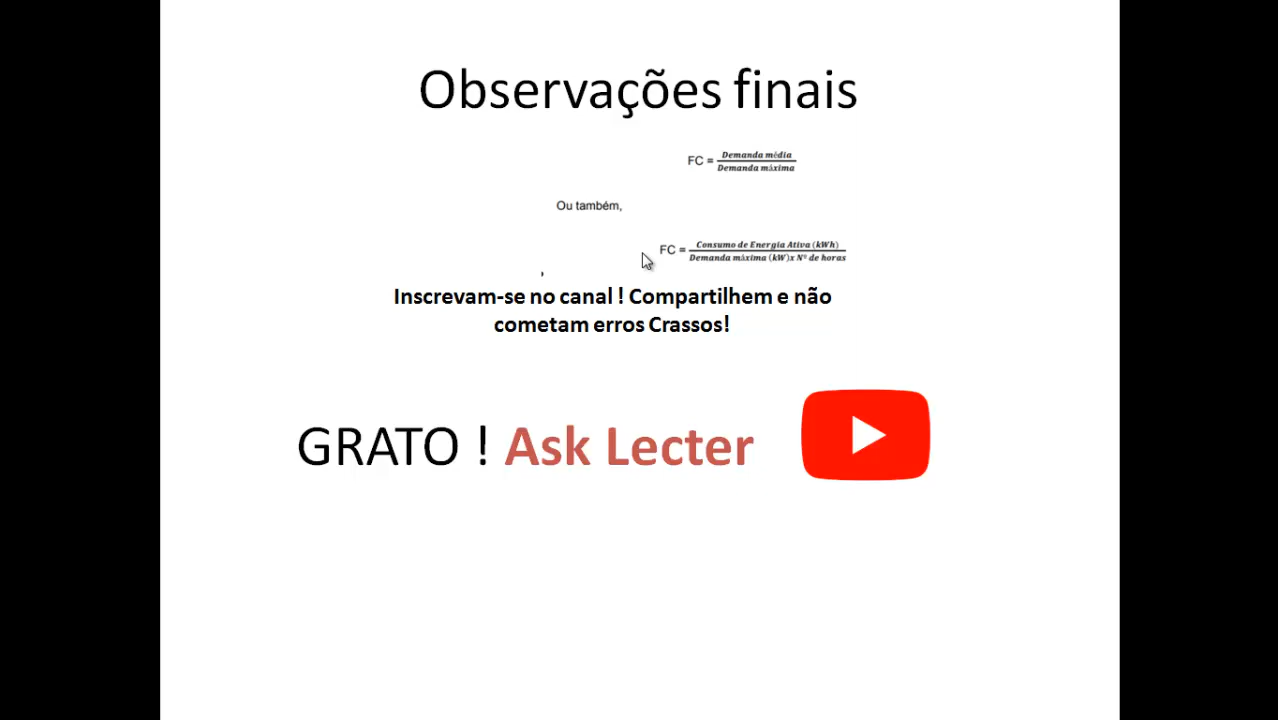 Observações finais
FC = Demanda média
Demanda máxima
Ou também,
FC = Consumo de Energia Ativa (kWh)
Demanda máxima (kW)x Nº de horas
,
Inscrevam-se no canal ! Compartilhem e não
cometam erros Crassos!
GRATO ! Ask Lecter